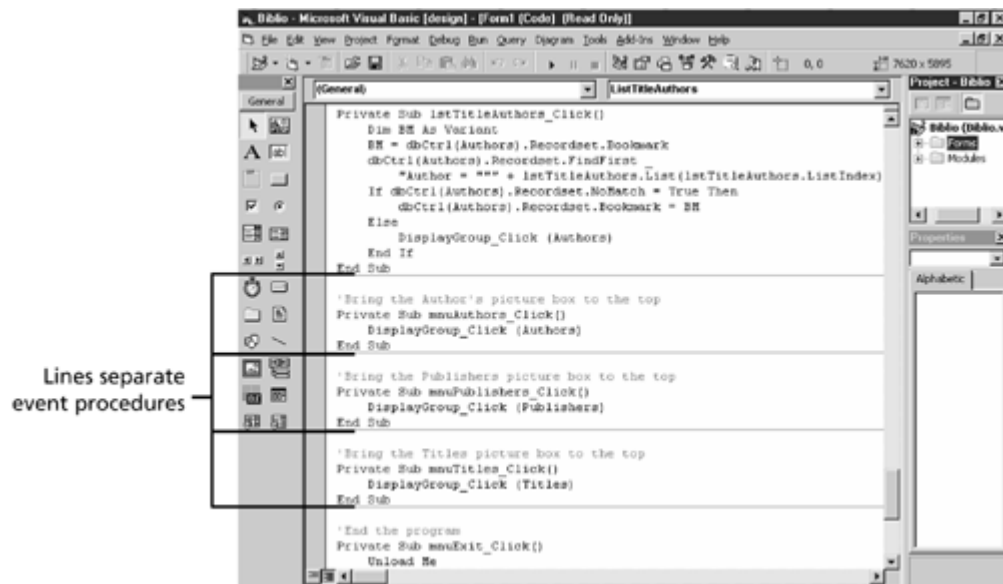 Biblio - Microsoft Visual Basic [design] - [Form1 (Code) (Read Only)]
File Edit View Project Format Debug Run Query Diagram Tools Add-Ins Window Help
0, 0
7620 x 5895
General
(General)
ListTitleAuthors
Project - Biblio
Biblio (Biblio.v
Forms
Modules
Properties
Alphabetic
Private Sub lstTitleAuthors_Click()
Dim BM As Variant
BM = dbCtrl(Authors).Recordset.Bookmark
dbCtrl(Authors).Recordset.FindFirst _
"Author = """ + lstTitleAuthors.List(lstTitleAuthors.ListIndex)
If dbCtrl(Authors).Recordset.NoMatch = True Then
dbCtrl(Authors).Recordset.Bookmark = BM
Else
DisplayGroup_Click (Authors)
End If
End Sub
'Bring the Author's picture box to the top
Private Sub mnuAuthors_Click()
DisplayGroup_Click (Authors)
End Sub
'Bring the Publishers picture box to the top
Private Sub mnuPublishers_Click()
DisplayGroup_Click (Publishers)
End Sub
'Bring the Titles picture box to the top
Private Sub mnuTitles_Click()
DisplayGroup_Click (Titles)
End Sub
'End the program
Private Sub mnuExit_Click()
Unload Me
Lines separate
event procedures